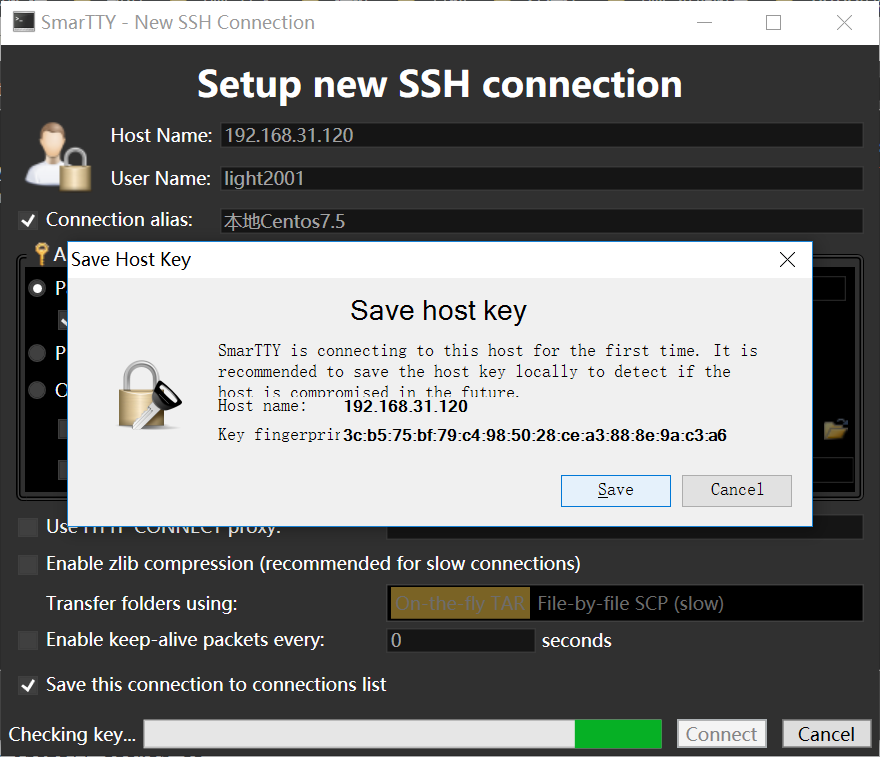 SmarTTY - New SSH Connection
Setup new SSH connection
Host Name: 192.168.31.120
User Name: light2001
Connection alias: 本地Centos7.5
Save Host Key
Save host key
SmarTTY is connecting to this host for the first time. It is
recommended to save the host key locally to detect if the
host is compromised in the future.
Host name: 192.168.31.120
Key fingerprin 3c:b5:75:bf:79:c4:98:50:28:ce:a3:88:8e:9a:c3:a6
Save Cancel
Use HTTP CONNECT proxy:
Enable zlib compression (recommended for slow connections)
Transfer folders using: On-the-fly TAR File-by-file SCP (slow)
Enable keep-alive packets every: 0 seconds
Save this connection to connections list
Checking key... Connect Cancel